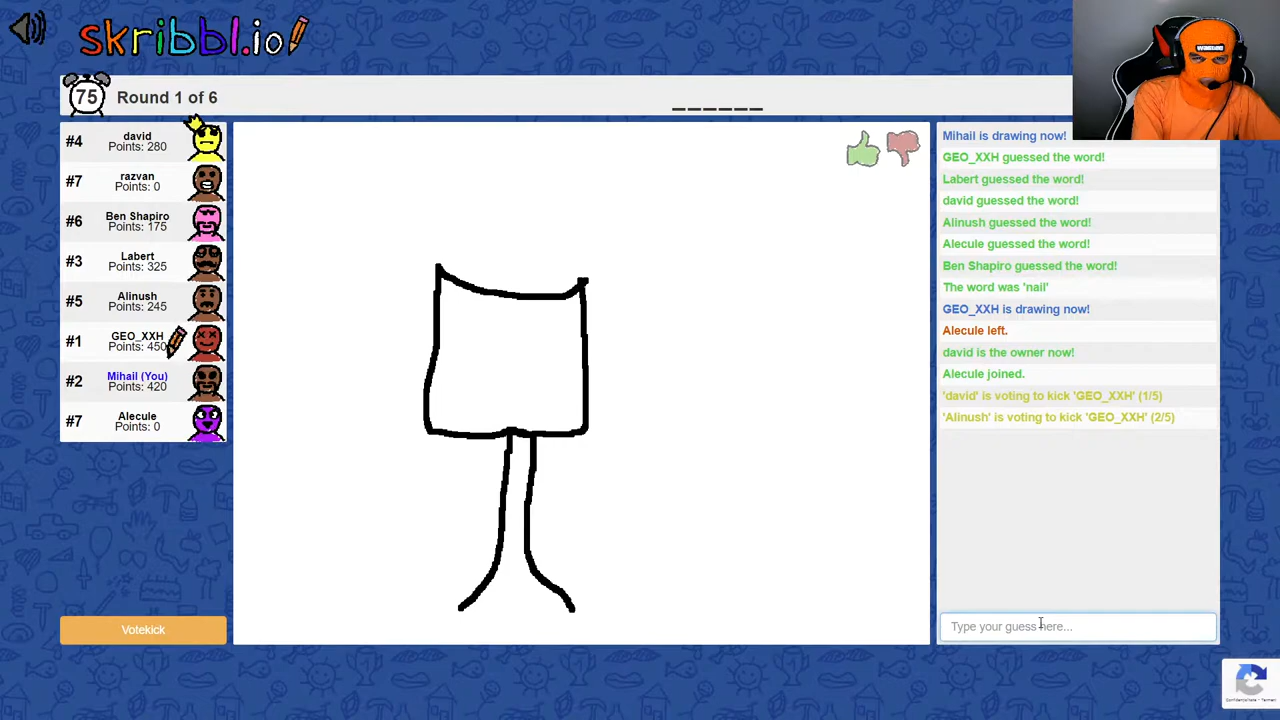 skribbl.io
75
Round 1 of 6
______
#4
david
Points: 280
#7
razvan
Points: 0
#6
Ben Shapiro
Points: 175
#3
Labert
Points: 325
#5
Alinush
Points: 245
#1
GEO_XXH
Points: 450
#2
Mihail (You)
Points: 420
#7
Alecule
Points: 0
Votekick
Mihail is drawing now!
GEO_XXH guessed the word!
Labert guessed the word!
david guessed the word!
Alinush guessed the word!
Alecule guessed the word!
Ben Shapiro guessed the word!
The word was 'nail'
GEO_XXH is drawing now!
Alecule left.
david is the owner now!
Alecule joined.
'david' is voting to kick 'GEO_XXH' (1/5)
'Alinush' is voting to kick 'GEO_XXH' (2/5)
Type your guess here...